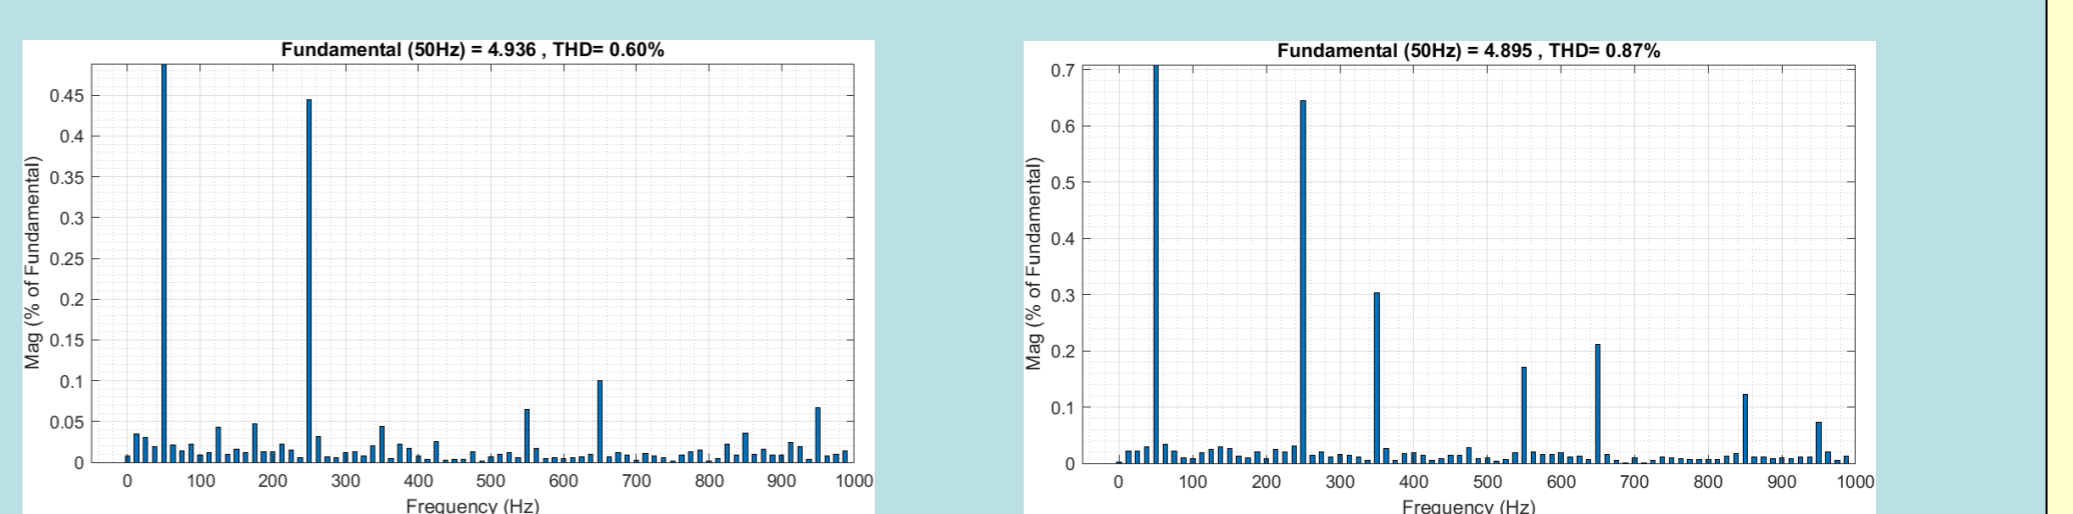 Fundamental (50Hz) = 4.936 , THD= 0.60%
Mag (% of Fundamental)
0.45
0.4
0.35
0.3
0.25
0.2
0.15
0.1
0.05
0
0 100 200 300 400 500 600 700 800 900 1000
Frequency (Hz)
Fundamental (50Hz) = 4.895 , THD= 0.87%
Mag (% of Fundamental)
0.7
0.6
0.5
0.4
0.3
0.2
0.1
0
0 100 200 300 400 500 600 700 800 900 1000
Frequency (Hz)